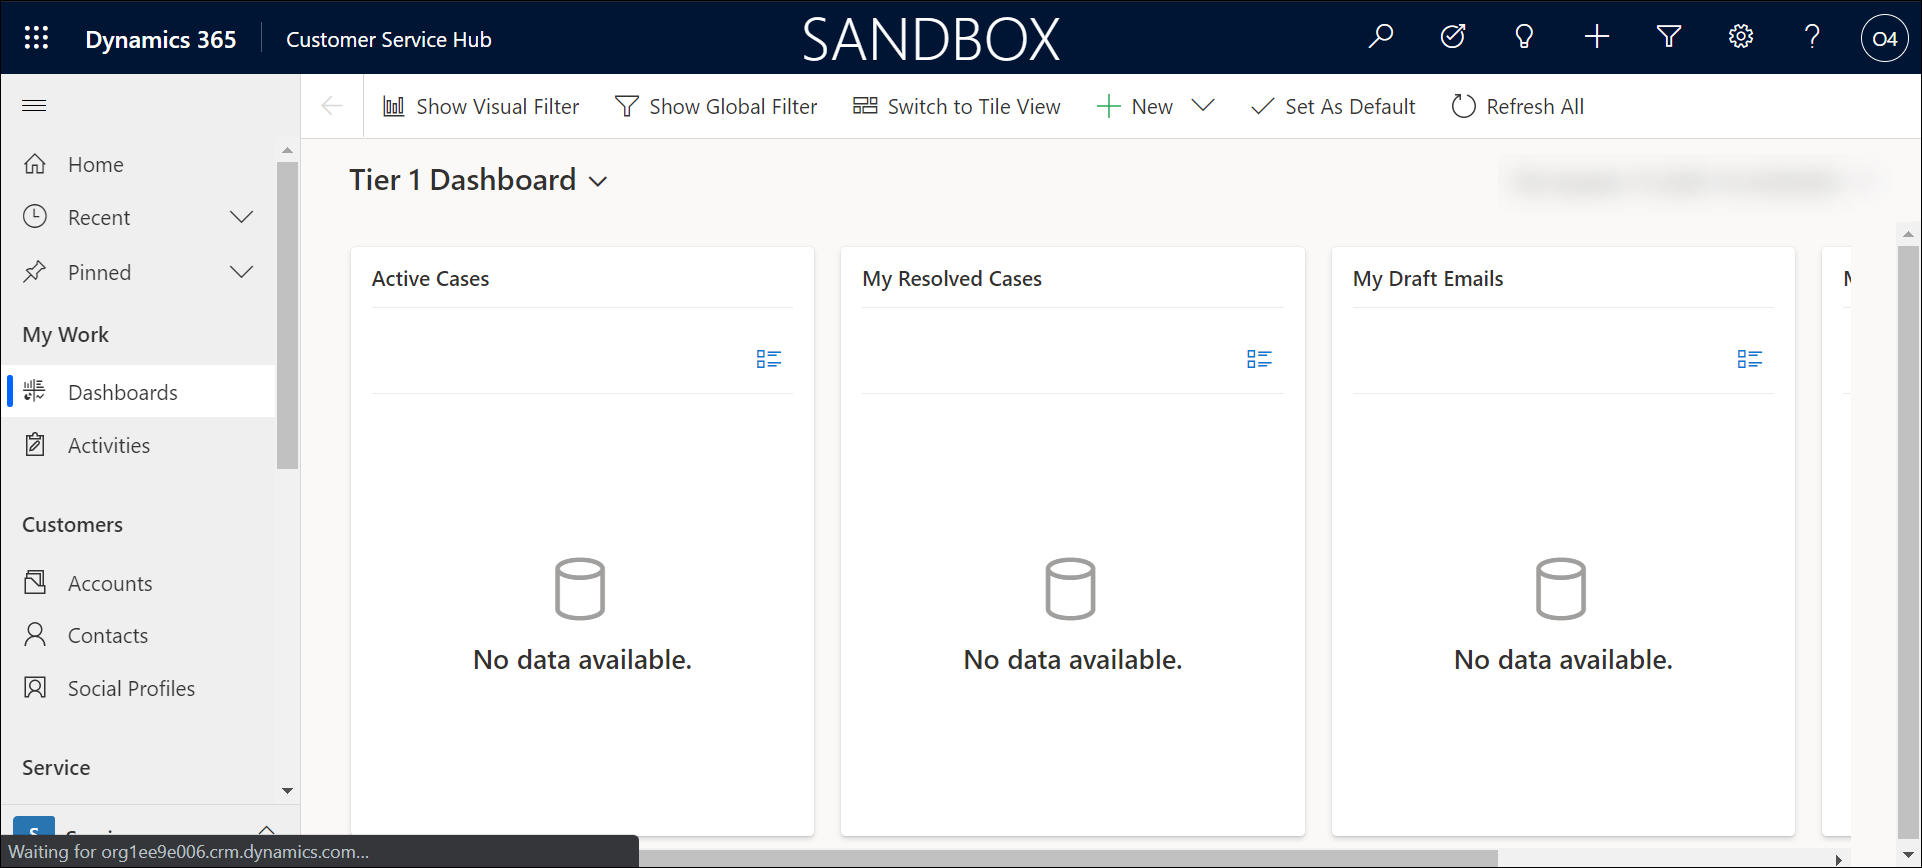 Dynamics 365
Customer Service Hub
SANDBOX
O4
Show Visual Filter
Show Global Filter
Switch to Tile View
New
Set As Default
Refresh All
Home
Recent
Pinned
My Work
Dashboards
Activities
Customers
Accounts
Contacts
Social Profiles
Service
S
Tier 1 Dashboard
Active Cases
No data available.
My Resolved Cases
No data available.
My Draft Emails
No data available.
Waiting for org1ee9e006.crm.dynamics.com...